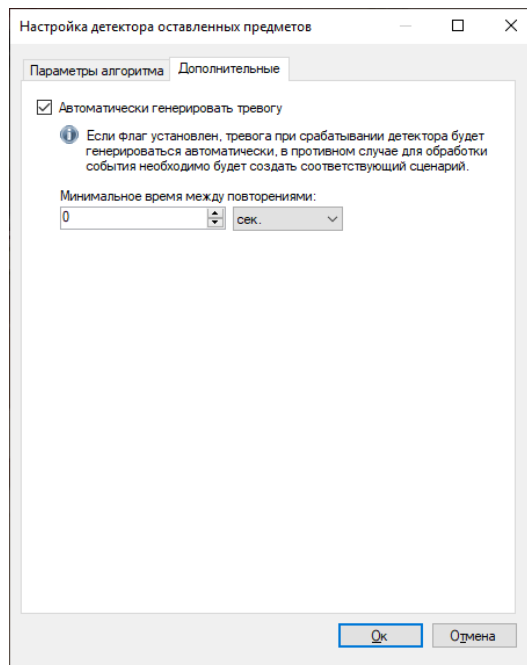 Настройка детектора оставленных предметов
Параметры алгоритма Дополнительные
Автоматически генерировать тревогу
Если флаг установлен, тревога при срабатывании детектора будет
генерироваться автоматически, в противном случае для обработки
события необходимо будет создать соответствующий сценарий.
Минимальное время между повторениями:
0 сек.
Ок Отмена